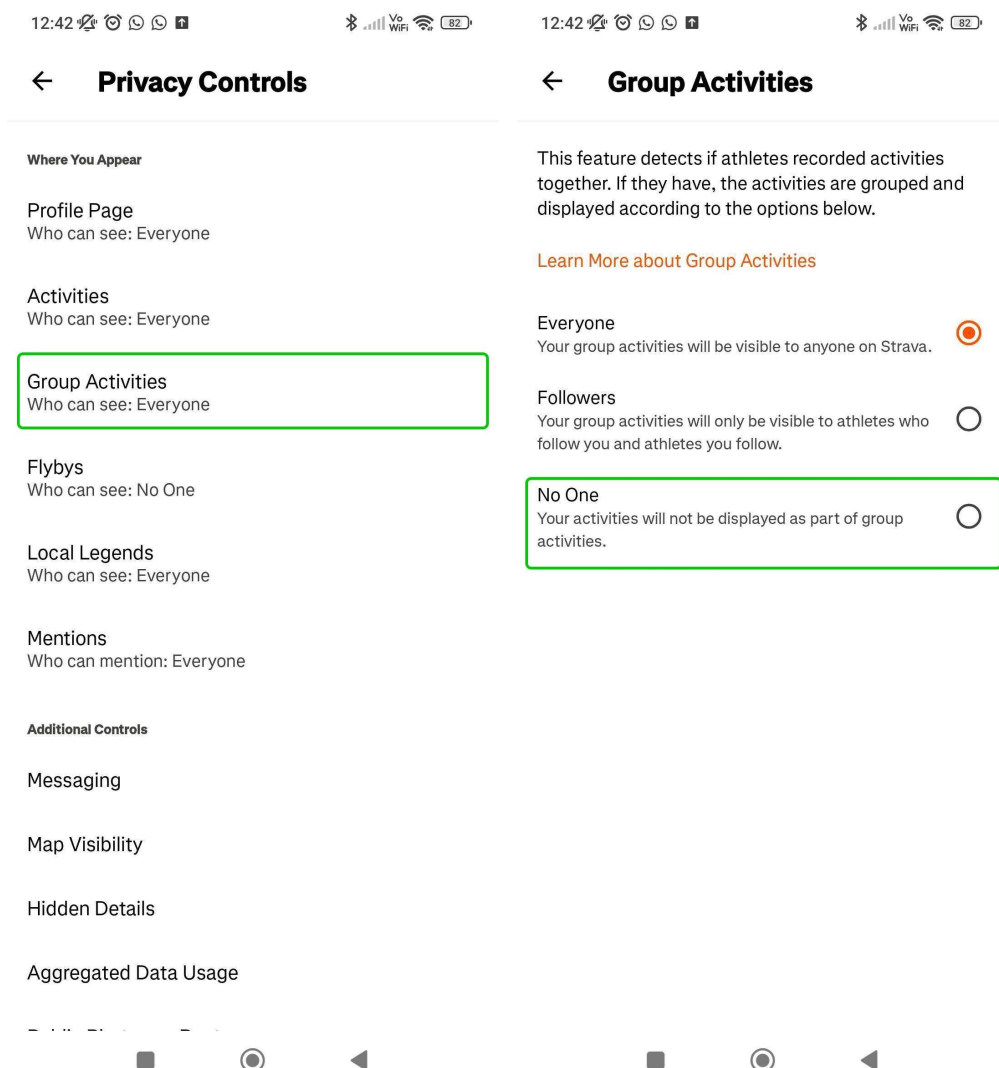 12:42
Vo
WiFi
82
Privacy Controls
Where You Appear
Profile Page
Who can see: Everyone
Activities
Who can see: Everyone
Group Activities
Who can see: Everyone
Flybys
Who can see: No One
Local Legends
Who can see: Everyone
Mentions
Who can mention: Everyone
Additional Controls
Messaging
Map Visibility
Hidden Details
Aggregated Data Usage
12:42
Vo
WiFi
82
Group Activities
This feature detects if athletes recorded activities
together. If they have, the activities are grouped and
displayed according to the options below.
Learn More about Group Activities
Everyone
Your group activities will be visible to anyone on Strava.
Followers
Your group activities will only be visible to athletes who
follow you and athletes you follow.
No One
Your activities will not be displayed as part of group
activities.